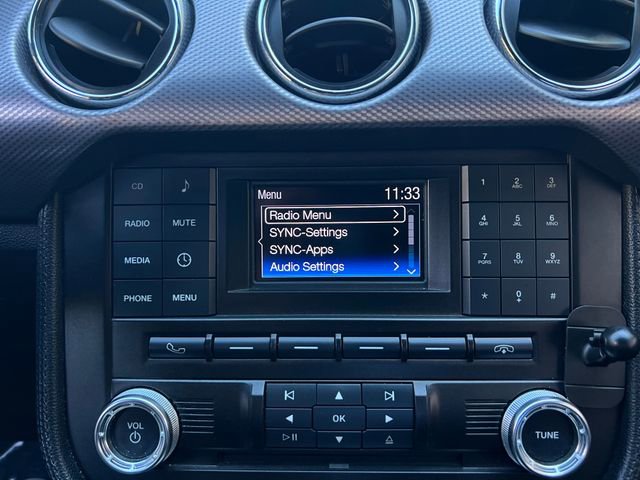 Menu 11:33
Radio Menu
SYNC-Settings
SYNC-Apps
Audio Settings
CD
RADIO MUTE
MEDIA
PHONE MENU
1 2 ABC 3 DEF
4 GHI 5 JKL 6 MNO
7 PQRS 8 TUV 9 WXYZ
* 0 + #
VOL
OK
TUNE